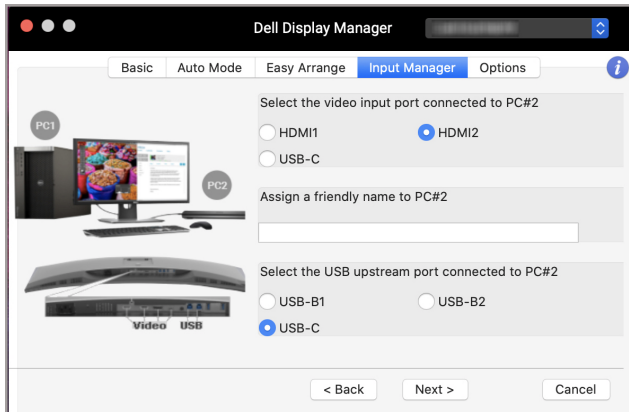 Dell Display Manager
Basic Auto Mode Easy Arrange Input Manager Options i
Select the video input port connected to PC#2
HDMI1 HDMI2
USB-C
PC1
PC2
Assign a friendly name to PC#2
Select the USB upstream port connected to PC#2
USB-B1 USB-B2
USB-C
Video USB
< Back Next > Cancel